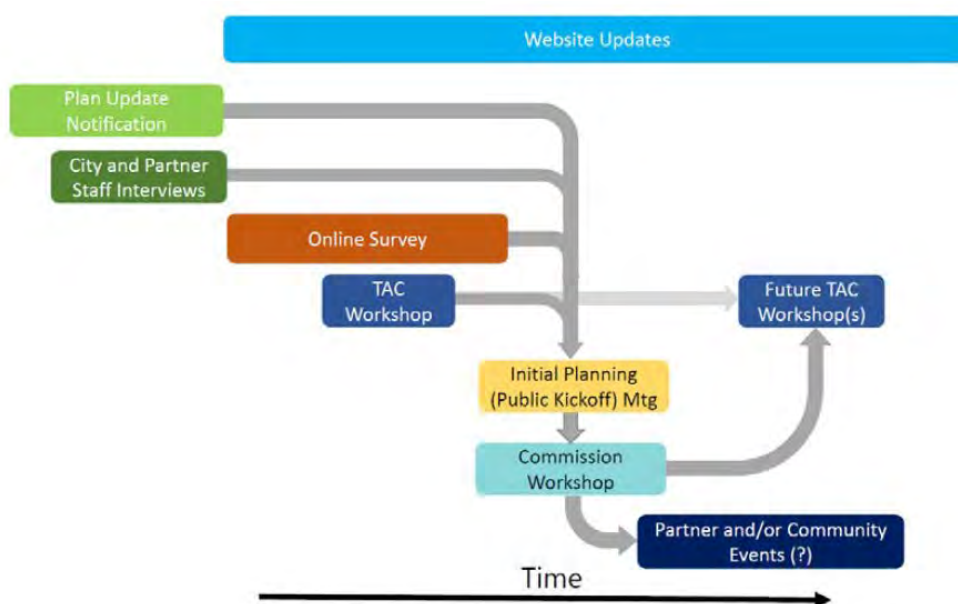 Website Updates
Plan Update
Notification
City and Partner
Staff Interviews
Online Survey
TAC
Workshop
Future TAC
Workshop(s)
Initial Planning
(Public Kickoff) Mtg
Commission
Workshop
Partner and/or Community
Events (?)
Time